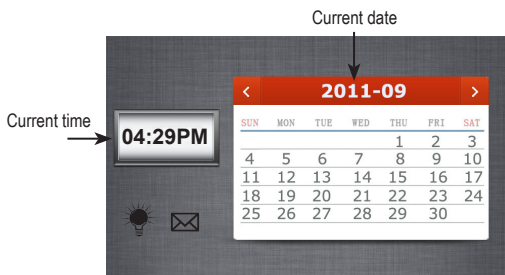 Current date
2011-09
Current time
04:29PM
SUN MON TUE WED THU FRI SAT
1 2 3
4 5 6 7 8 9 10
11 12 13 14 15 16 17
18 19 20 21 22 23 24
25 26 27 28 29 30